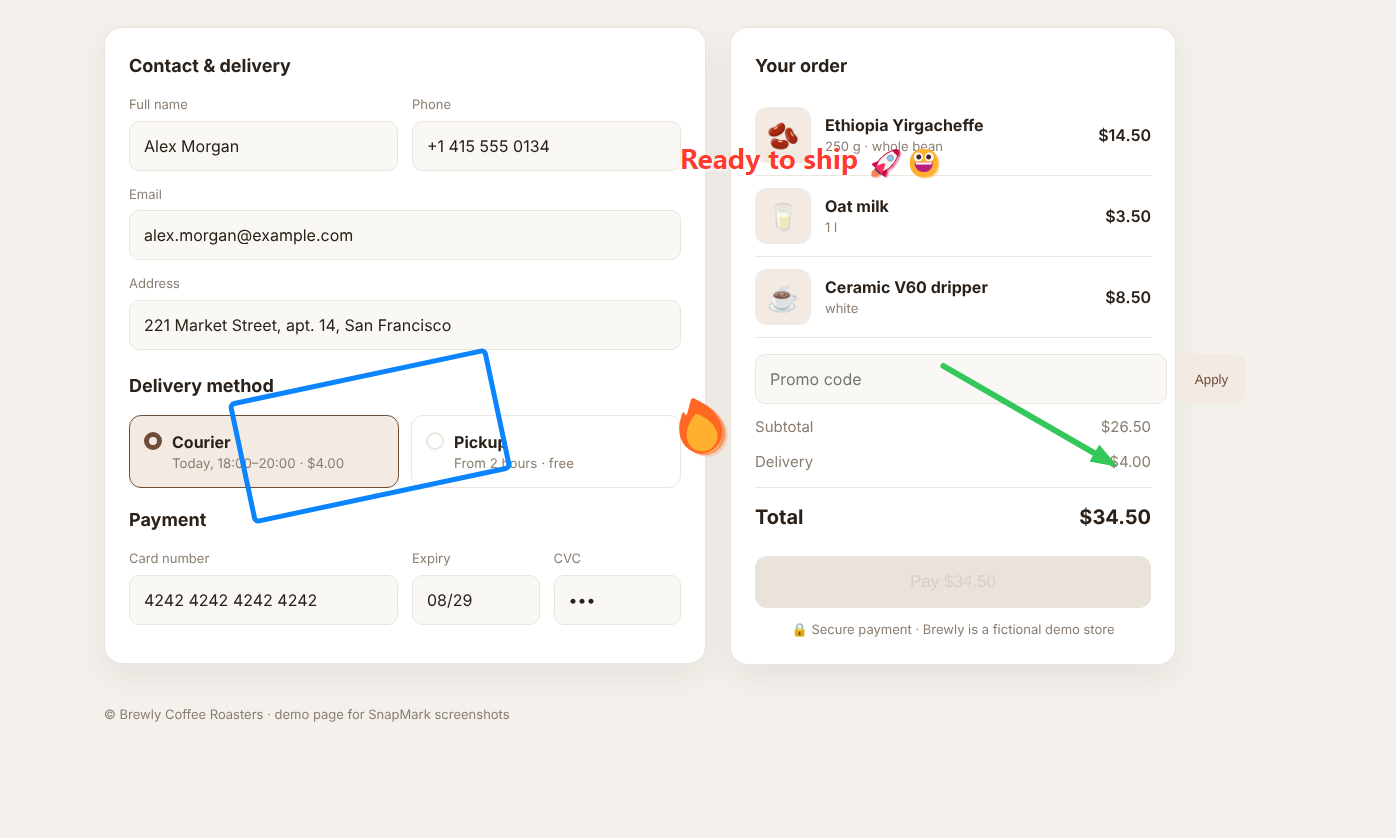 Contact & delivery
Full name
Phone
Alex Morgan
+1 415 555 0134
Email
alex.morgan@example.com
Address
221 Market Street, apt. 14, San Francisco
Delivery method
Courier
Today, 18:00–20:00 · $4.00
Pickup
From 2 hours · free
Payment
Card number
Expiry
CVC
4242 4242 4242 4242
08/29
•••
Your order
Ethiopia Yirgacheffe
$14.50
250 g · whole bean
Ready to ship 🚀😀
Oat milk
$3.50
1 l
Ceramic V60 dripper
$8.50
white
Promo code
Apply
Subtotal
$26.50
Delivery
$4.00
Total
$34.50
Pay $34.50
🔒 Secure payment · Brewly is a fictional demo store
© Brewly Coffee Roasters · demo page for SnapMark screenshots